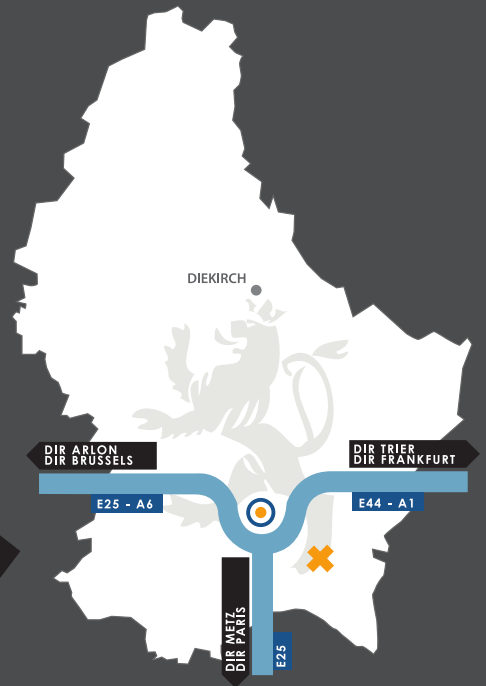 DIEKIRCH
DIR ARLON
DIR BRUSSELS
DIR TRIER
DIR FRANKFURT
E25 - A6
E44 - A1
DIR METZ
DIR PARIS
E25